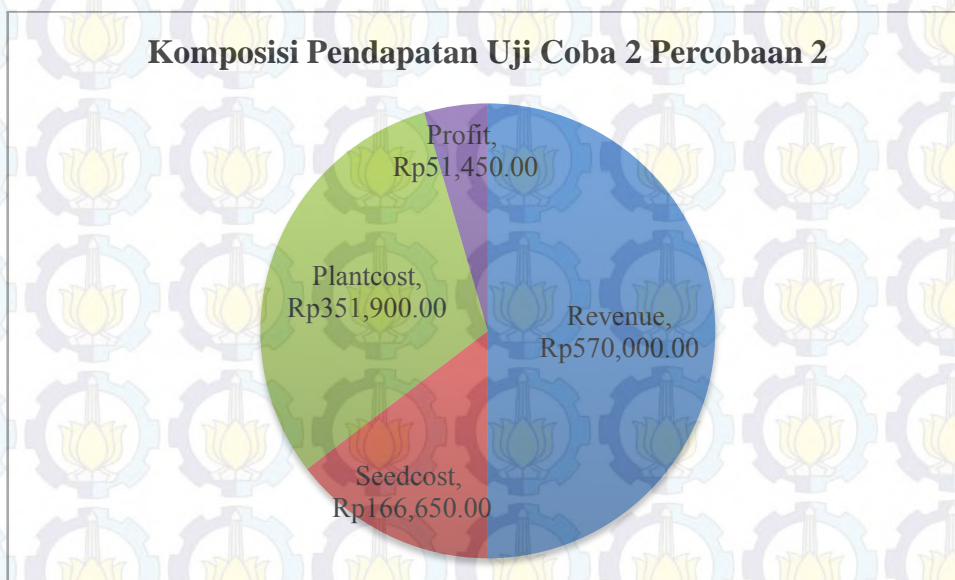 Komposisi Pendapatan Uji Coba 2 Percobaan 2
Profit,
Rp51,450.00
Plantcost,
Rp351,900.00
Revenue,
Rp570,000.00
Seedcost,
Rp166,650.00